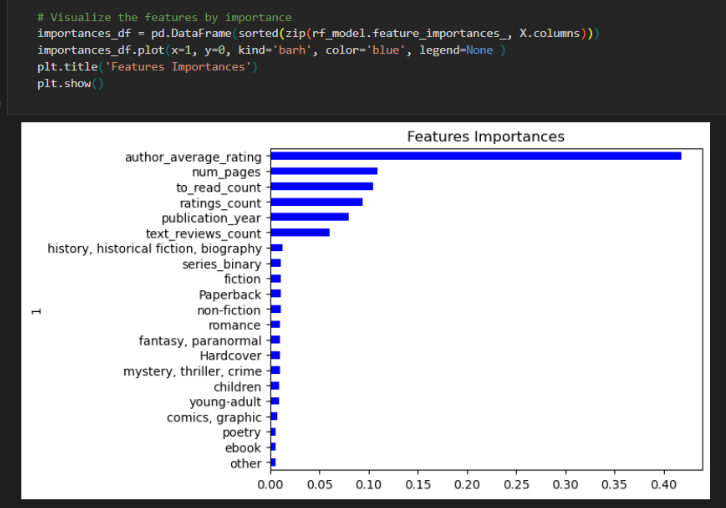 # Visualize the features by importance
importances_df = pd.DataFrame(sorted(zip(rf_model.feature_importances_, X.columns)))
importances_df.plot(x=1, y=0, kind='barh', color='blue', legend=None )
plt.title('Features Importances')
plt.show()
Features Importances
author_average_rating
num_pages
to_read_count
ratings_count
publication_year
text_reviews_count
history, historical fiction, biography
series_binary
fiction
Paperback
1
non-fiction
romance
fantasy, paranormal
Hardcover
mystery, thriller, crime
children
young-adult
comics, graphic
poetry
ebook
other
0.00 0.05 0.10 0.15 0.20 0.25 0.30 0.35 0.40